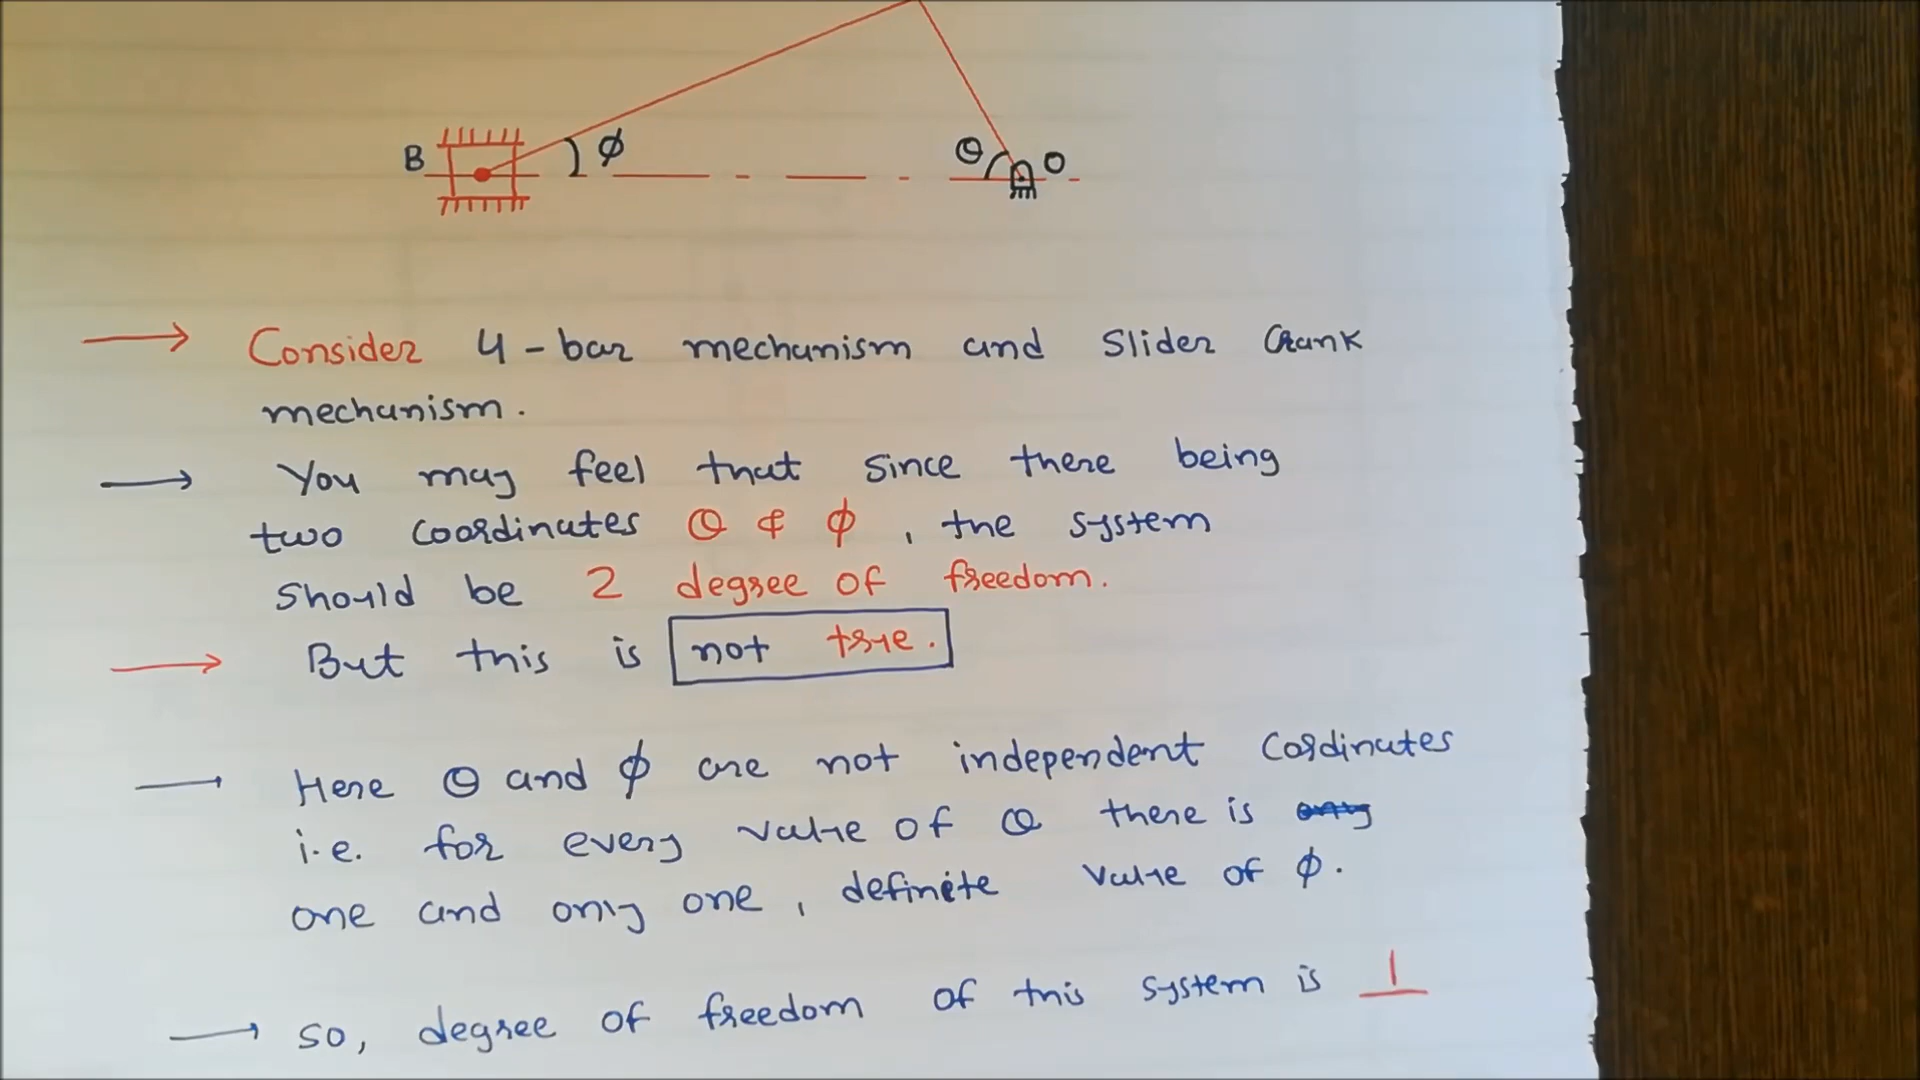 B ϕ θ O
Consider 4-bar mechanism and Slider Crank
mechanism.
You may feel that since there being
two coordinates θ & ϕ, the system
should be 2 degree of freedom.
But this is not true.
Here θ and ϕ are not independent Cordinates
i.e. for every value of θ there is
one and only one, definite value of ϕ.
so, degree of freedom of this system is 1